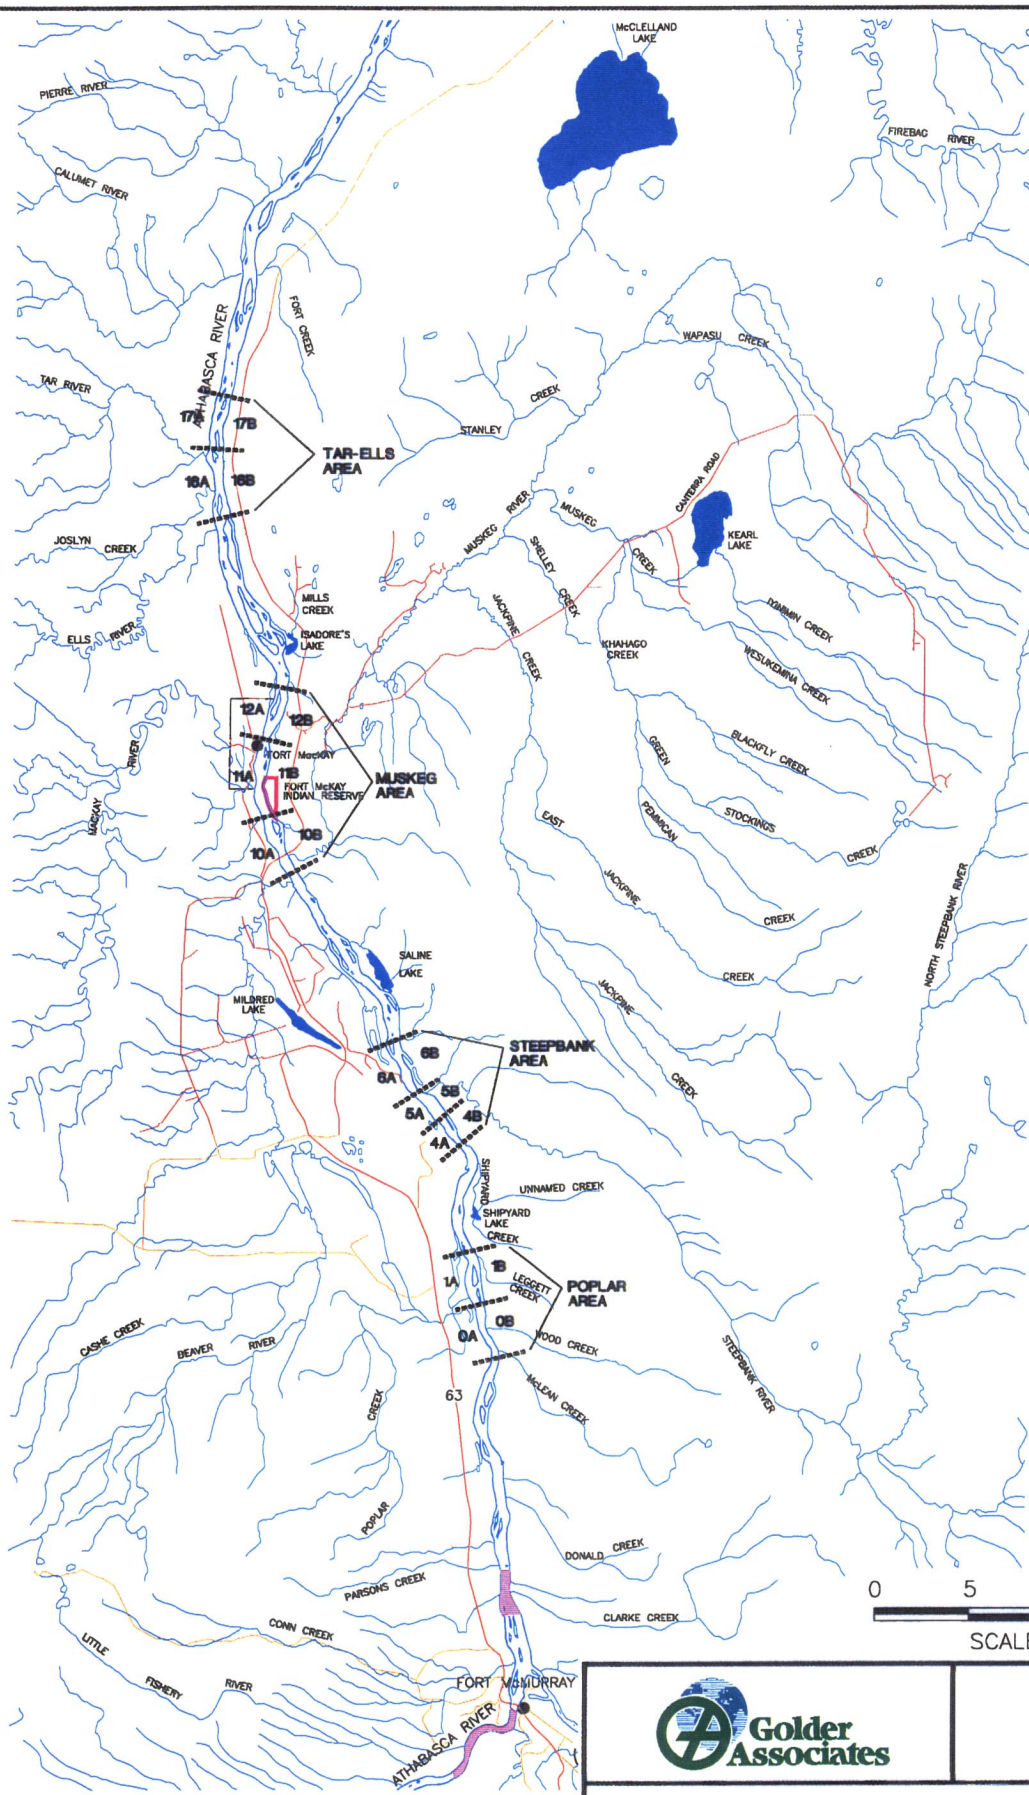 McCLELLAND
LAKE
PIERRE RIVER
FIREBAG RIVER
CALUMET RIVER
FORT CREEK
ATHABASCA RIVER
WAPASU CREEK
TAR RIVER
CREEK
STANLEY
17A
17B
TAR-ELLS
AREA
16A
16B
CANTERRA ROAD
MUSKEG RIVER
MUSKEG
CREEK
KEARL
LAKE
JOSLYN CREEK
SHELLEY CREEK
MILLS
CREEK
JACKPINE
CREEK
IYINIMIN CREEK
ISADORE'S
LAKE
ELLS RIVER
KHAHAGO
CREEK
WESUKEMINA CREEK
12A
12B
FORT MacKAY
BLACKFLY CREEK
GREEN
11A
11B
FORT McKAY
INDIAN RESERVE
MUSKEG
AREA
MACKAY RIVER
STOCKINGS
CREEK
EAST
PEMMICAN
CREEK
10A
10B
JACKPINE
CREEK
NORTH STEEPBANK RIVER
SALINE
LAKE
MILDRED
LAKE
JACKPINE
CREEK
STEEPBANK
AREA
6B
6A
5B
5A
4B
4A
SHIPYARD
UNNAMED CREEK
SHIPYARD
LAKE
CREEK
1A
1B
LEGGETT
CREEK
POPLAR
AREA
0A
0B
WOOD CREEK
CASHE CREEK
BEAVER RIVER
STEEPBANK RIVER
63
McLEAN CREEK
CREEK
POPLAR
DONALD CREEK
PARSONS CREEK
0 5
CLARKE CREEK
SCALE
CONN CREEK
LITTLE
FISHERY RIVER
FORT McMURRAY
ATHABASCA RIVER
Golder
Associates